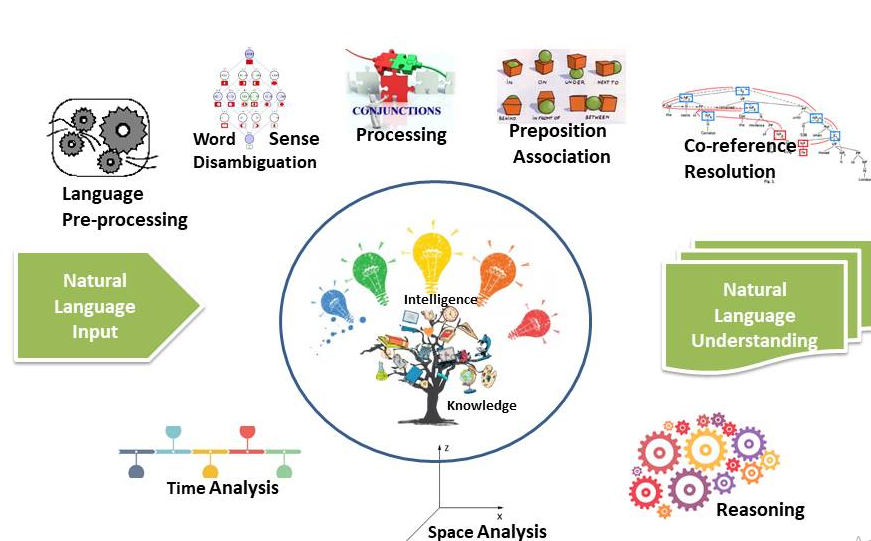 IN
ON
UNDER
NEXT TO
BEHIND
IN FRONT OF
BETWEEN
CONJUNCTIONS
Processing
Preposition
Association
Word Sense
Disambiguation
Co-reference
Resolution
Language
Pre-processing
Natural
Language
Input
Intelligence
Knowledge
Natural
Language
Understanding
Time Analysis
Z
X
Space Analysis
Reasoning